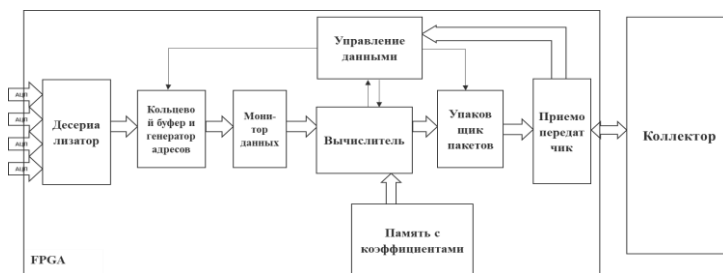 Управление
данными
АЦП
АЦП
АЦП
АЦП
Десериа
лизатор
Кольцево
й буфер и
генератор
адресов
Мони-
тор
данных
Вычислитель
Упаков
щик
пакетов
Приемо
передат
чик
Коллектор
Память с
коэффициентами
FPGA